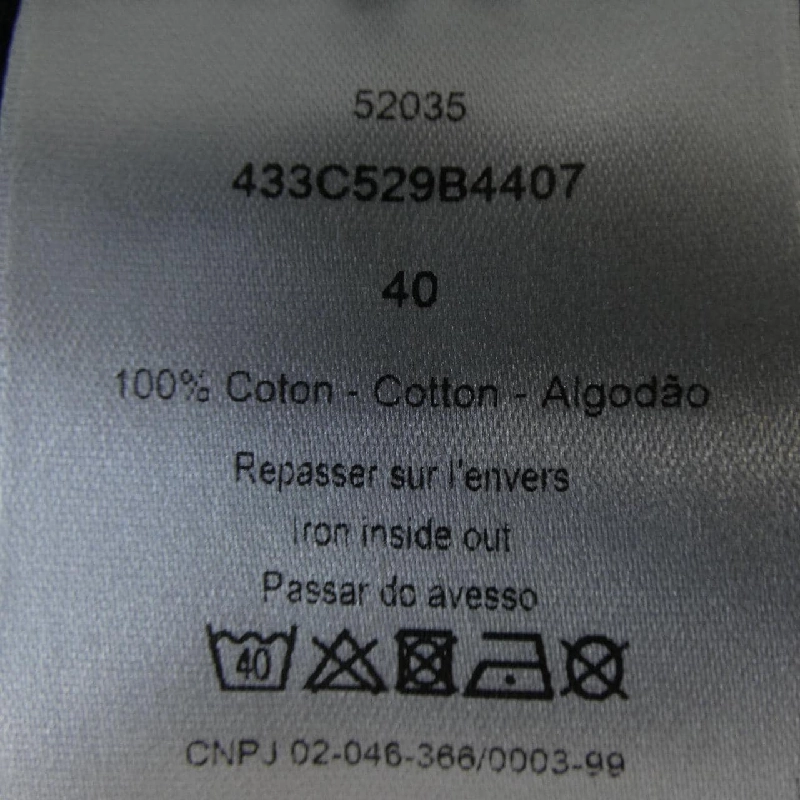 52035
433C529B4407
40
100% Coton - Cotton - Algodão
Repasser sur l'envers
Iron inside out
Passar do avesso
40
CNPJ 02-046-366/0003-99